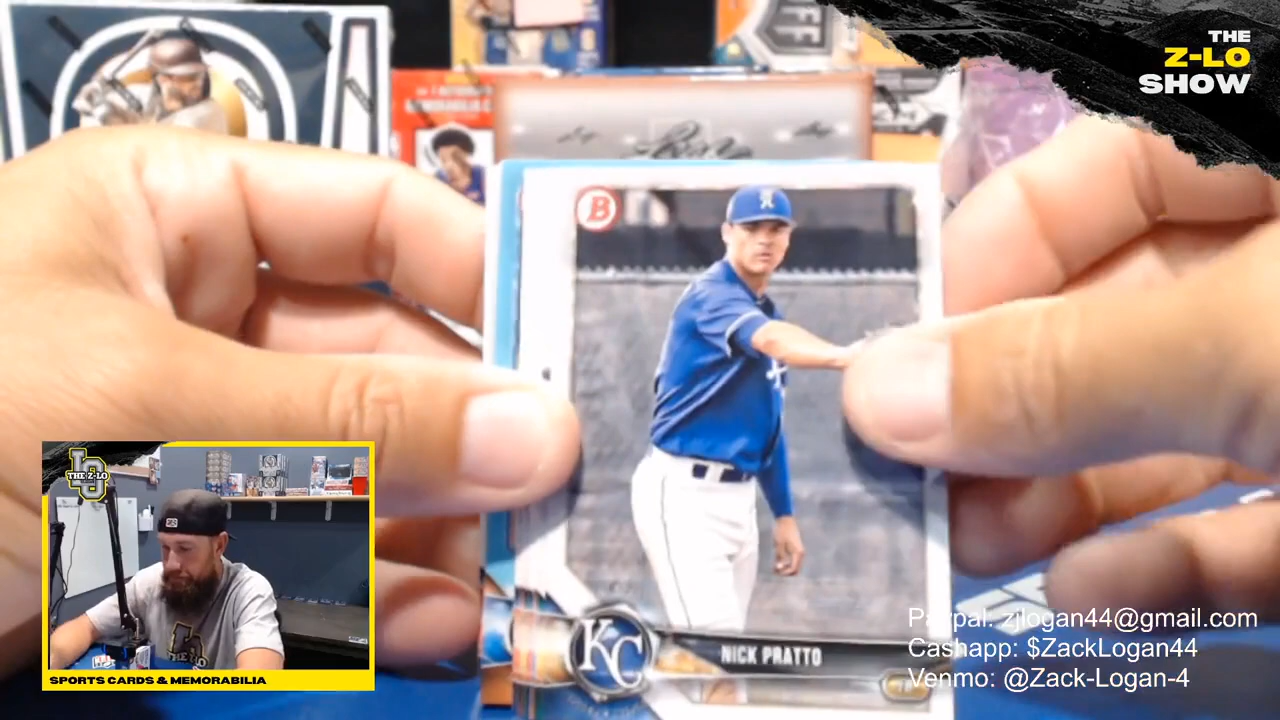 THE
Z-LO
SHOW
B
KC
NICK PRATTO
THE Z-LO
SPORTS CARDS & MEMORABILIA
Paypal: zjlogan44@gmail.com
Cashapp: $ZackLogan44
Venmo: @Zack-Logan-4